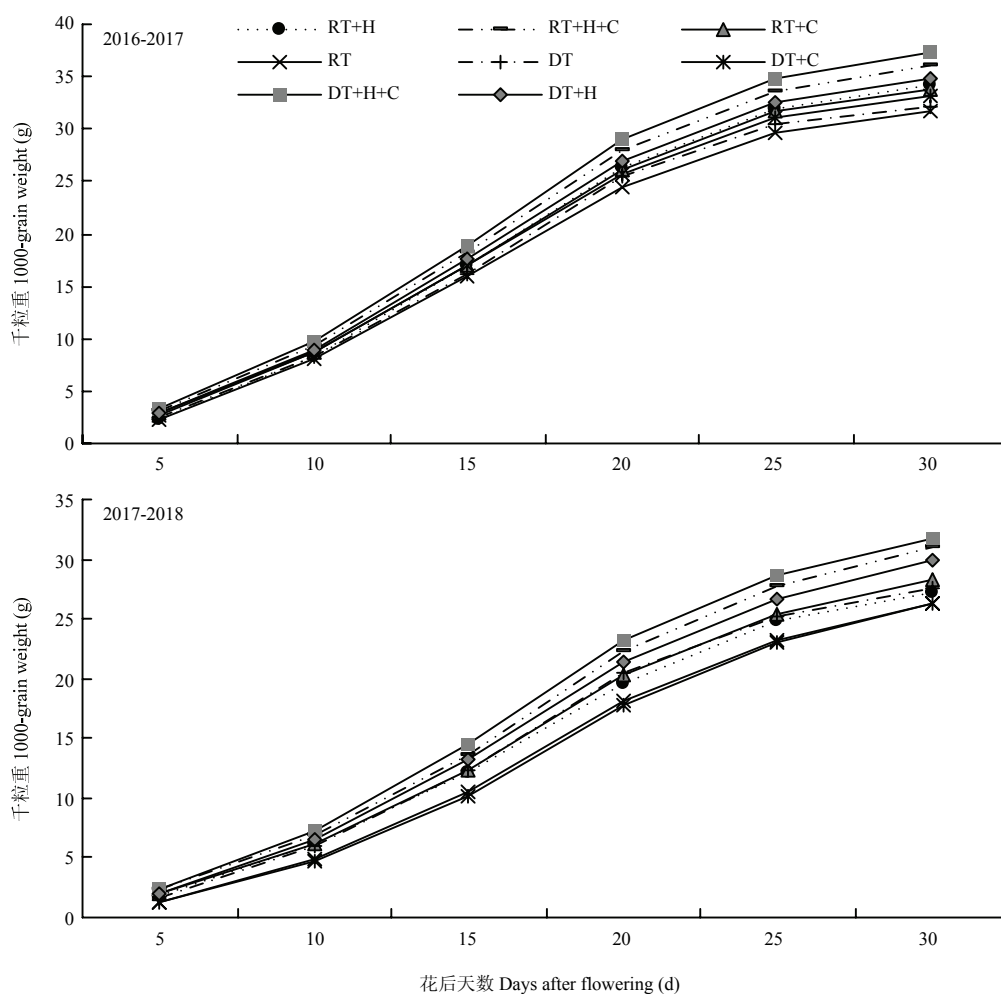 40
35
30
25
20
15
10
5
0
千粒重 1000-grain weight (g)
2016-2017
RT+H RT+H+C RT+C
RT DT DT+C
DT+H+C DT+H
5 10 15 20 25 30
35
30
25
20
15
10
5
0
千粒重 1000-grain weight (g)
2017-2018
5 10 15 20 25 30
花后天数 Days after flowering (d)